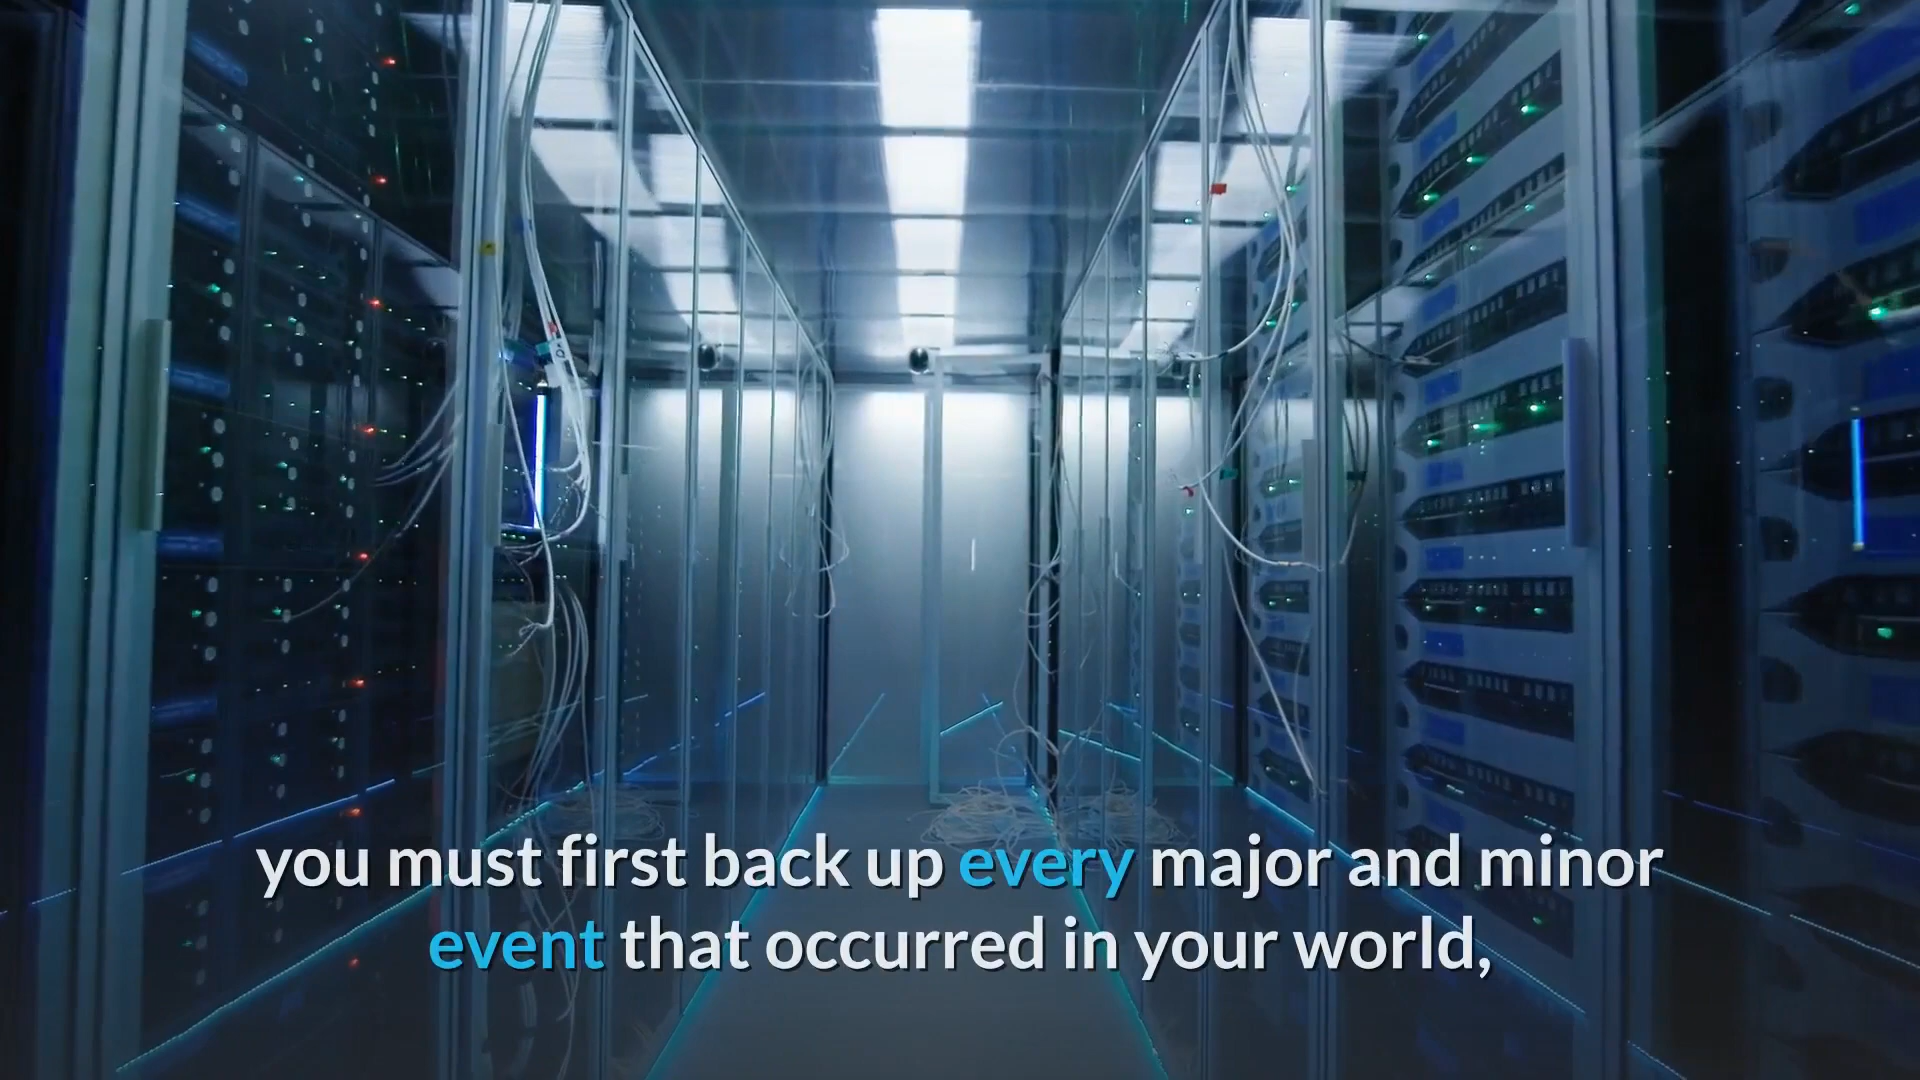 you must first back up every major and minor
event that occurred in your world,